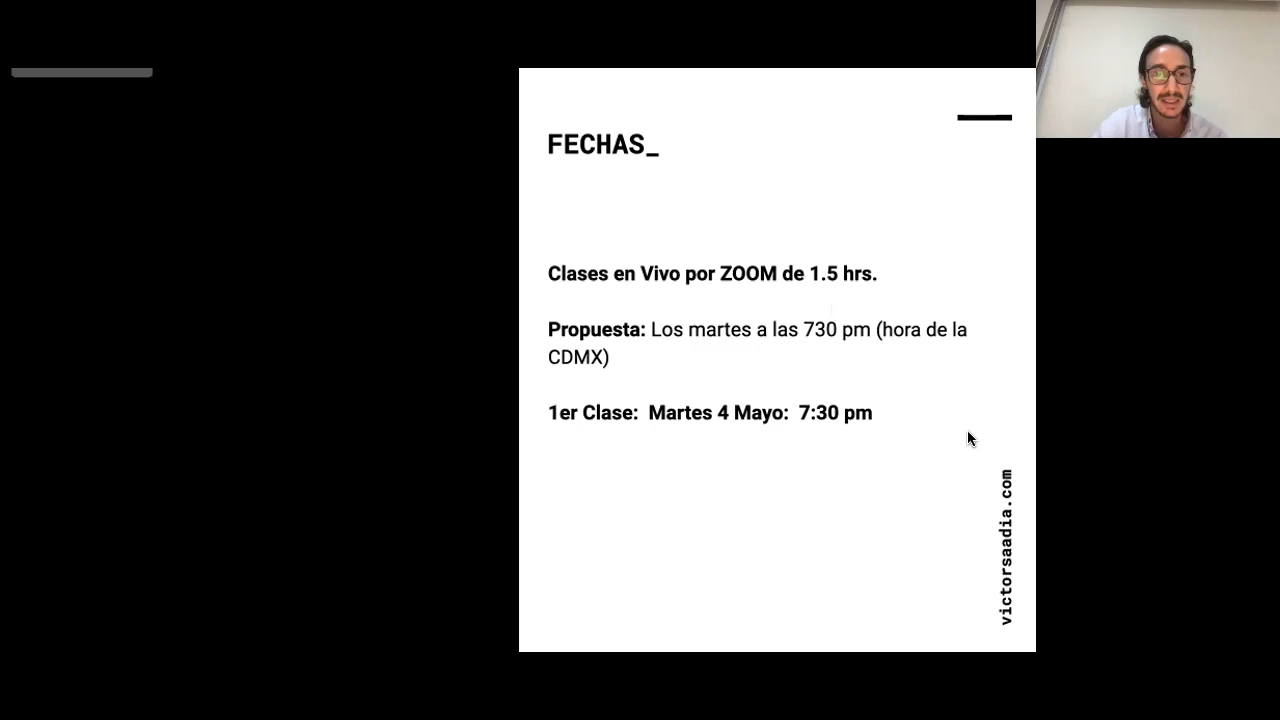 FECHAS_
Clases en Vivo por ZOOM de 1.5 hrs.
Propuesta: Los martes a las 730 pm (hora de la
CDMX)
1er Clase:  Martes 4 Mayo:  7:30 pm
victorsaadia.com